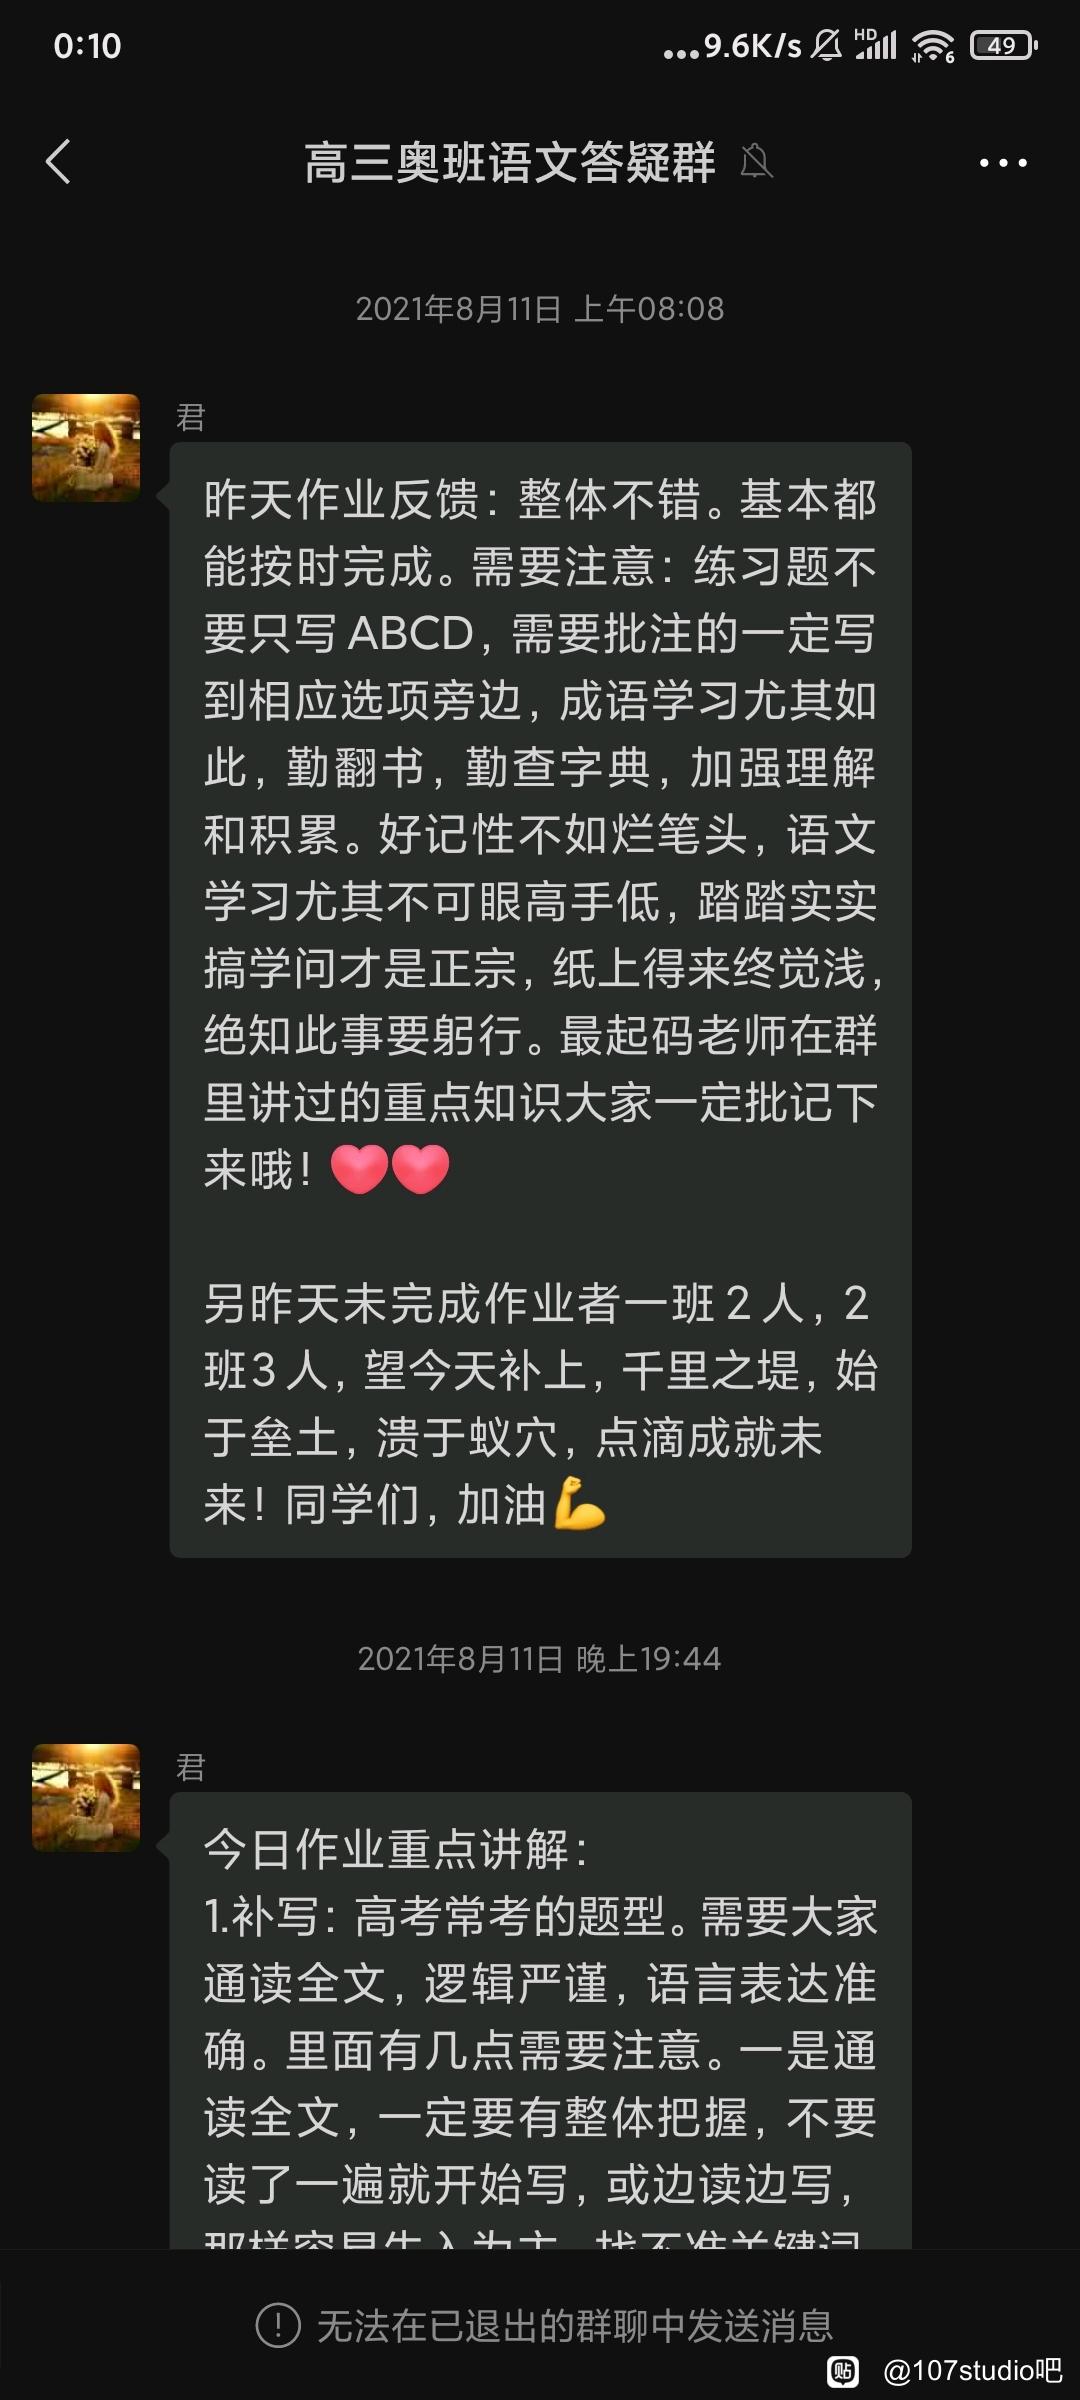 0:10
...9.6K/s HD 6 49
高三奥班语文答疑群
2021年8月11日 上午08:08
君
昨天作业反馈：整体不错。基本都
能按时完成。需要注意：练习题不
要只写ABCD，需要批注的一定写
到相应选项旁边，成语学习尤其如
此，勤翻书，勤查字典，加强理解
和积累。好记性不如烂笔头，语文
学习尤其不可眼高手低，踏踏实实
搞学问才是正宗，纸上得来终觉浅，
绝知此事要躬行。最起码老师在群
里讲过的重点知识大家一定批记下
来哦！❤️❤️
另昨天未完成作业者一班2人，2
班3人，望今天补上，千里之堤，始
于垒土，溃于蚁穴，点滴成就未
来！同学们，加油💪
2021年8月11日 晚上19:44
君
今日作业重点讲解：
1.补写：高考常考的题型。需要大家
通读全文，逻辑严谨，语言表达准
确。里面有几点需要注意。一是通
读全文，一定要有整体把握，不要
读了一遍就开始写，或边读边写，
那样容易先入为主，找不准关键词
无法在已退出的群聊中发送消息
贴 @107studio吧